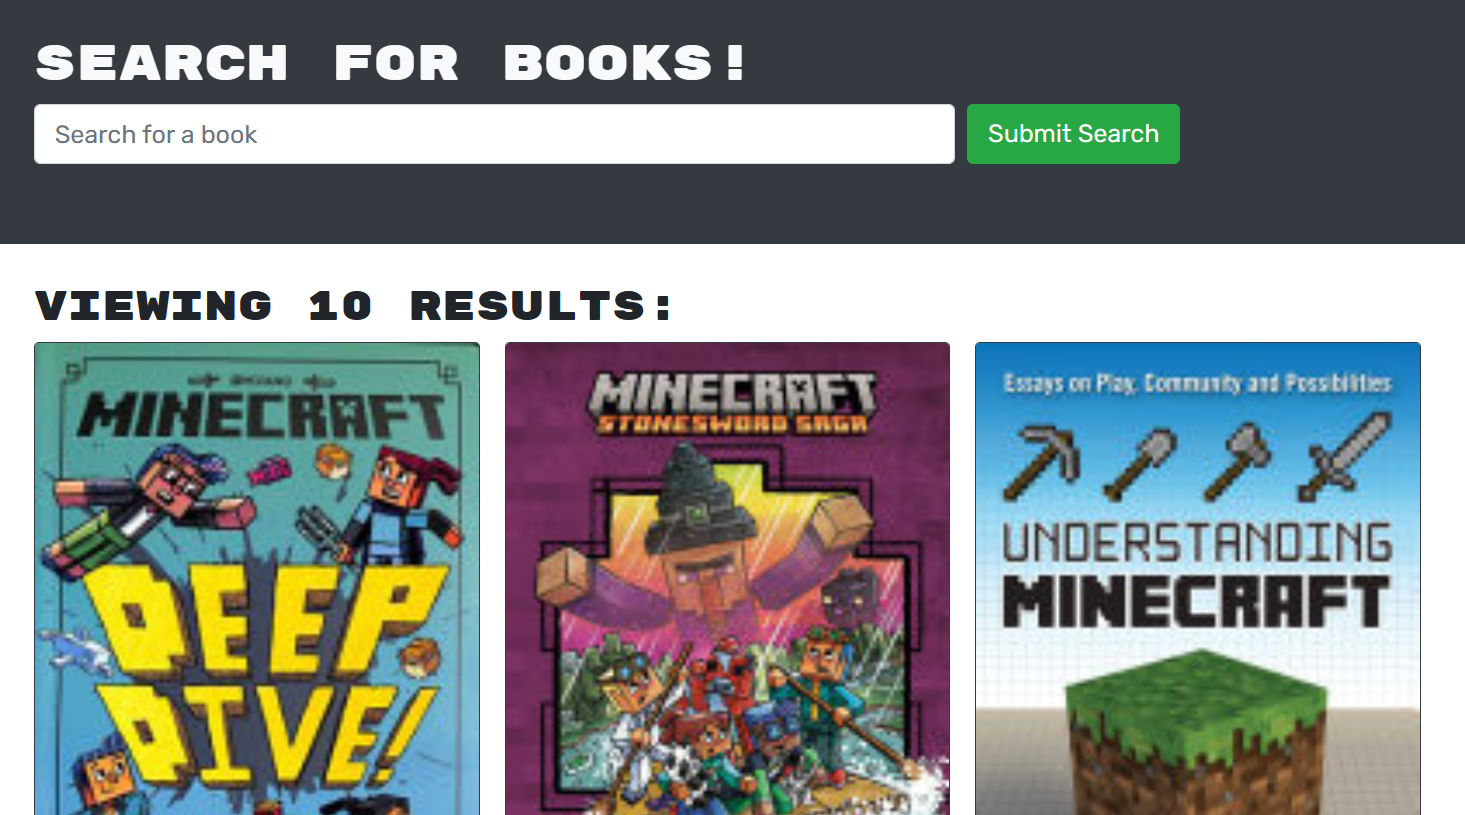 SEARCH FOR BOOKS!
Search for a book
Submit Search
VIEWING 10 RESULTS:
MOJANG
MINECRAFT
DEEP
DIVE!
MINECRAFT
STONESWORD SAGA
Essays on Play, Community and Possibilities
UNDERSTANDING
MINECRAFT